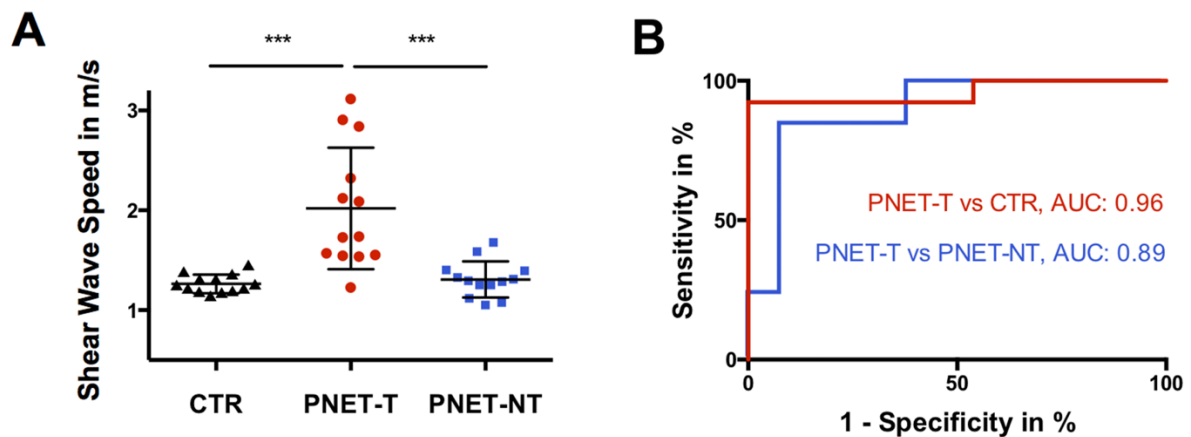 A
*** ***
Shear Wave Speed in m/s
3
2
1
CTR PNET-T PNET-NT
B
Sensitivity in %
100
50
0
PNET-T vs CTR, AUC: 0.96
PNET-T vs PNET-NT, AUC: 0.89
0 50 100
1 - Specificity in %